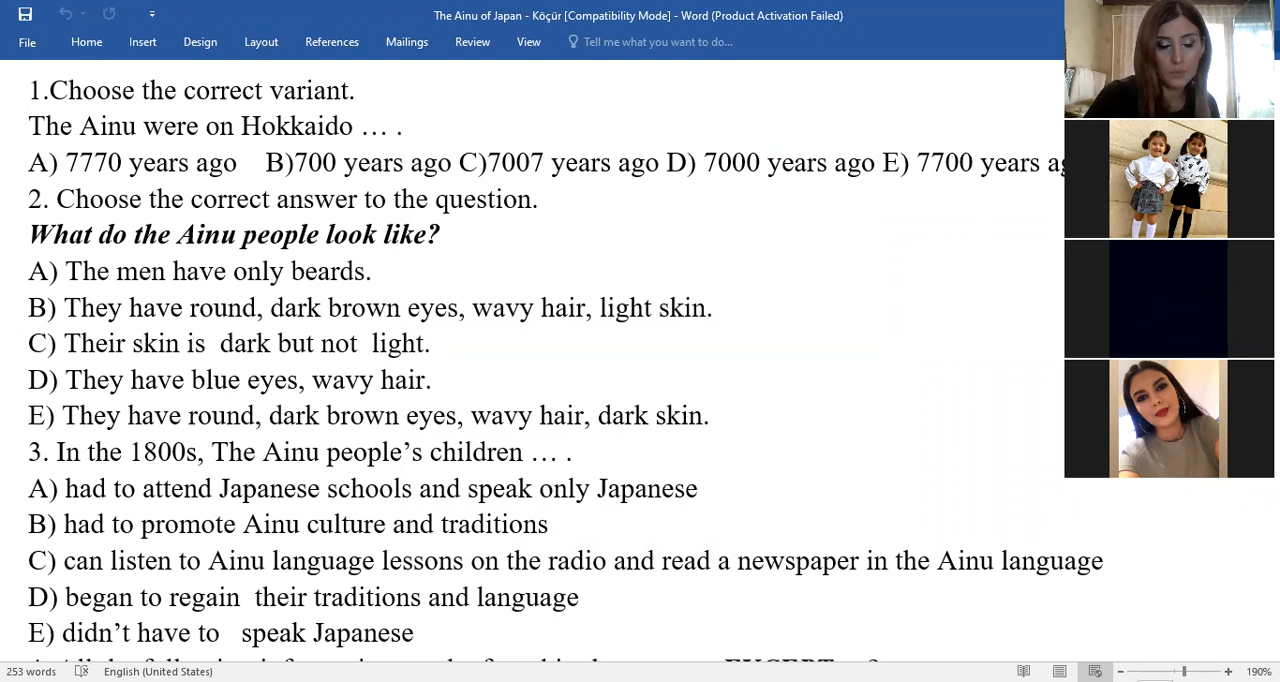 The Ainu of Japan - Köçür [Compatibility Mode] - Word (Product Activation Failed)
File Home Insert Design Layout References Mailings Review View Tell me what you want to do...
1.Choose the correct variant.
The Ainu were on Hokkaido … .
A) 7770 years ago B)700 years ago C)7007 years ago D) 7000 years ago E) 7700 years
2. Choose the correct answer to the question.
What do the Ainu people look like?
A) The men have only beards.
B) They have round, dark brown eyes, wavy hair, light skin.
C) Their skin is dark but not light.
D) They have blue eyes, wavy hair.
E) They have round, dark brown eyes, wavy hair, dark skin.
3. In the 1800s, The Ainu people’s children … .
A) had to attend Japanese schools and speak only Japanese
B) had to promote Ainu culture and traditions
C) can listen to Ainu language lessons on the radio and read a newspaper in the Ainu language
D) began to regain their traditions and language
E) didn’t have to speak Japanese
253 words English (United States) 190%